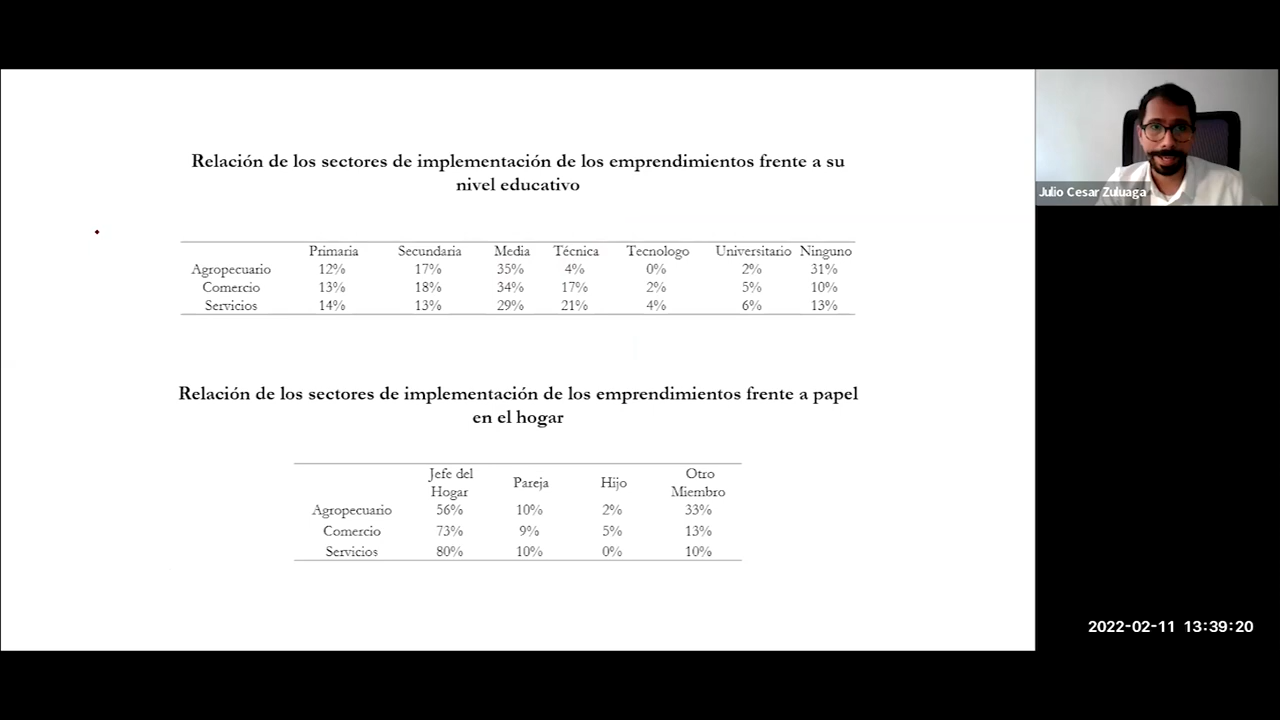 Relación de los sectores de implementación de los emprendimientos frente a su
nivel educativo
Primaria Secundaria Media Técnica Tecnologo Universitario Ninguno
Agropecuario 12% 17% 35% 4% 0% 2% 31%
Comercio 13% 18% 34% 17% 2% 5% 10%
Servicios 14% 13% 29% 21% 4% 6% 13%
Relación de los sectores de implementación de los emprendimientos frente a papel
en el hogar
Jefe del
Hogar Pareja Hijo Otro
Miembro
Agropecuario 56% 10% 2% 33%
Comercio 73% 9% 5% 13%
Servicios 80% 10% 0% 10%
Julio Cesar Zuluaga
2022-02-11 13:39:20